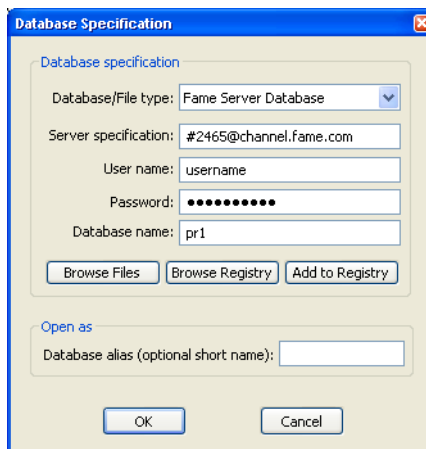 Database Specification
Database specification
Database/File type: Fame Server Database
Server specification: #2465@channel.fame.com
User name: username
Password: ●●●●●●●●●●
Database name: pr1
Browse Files Browse Registry Add to Registry
Open as
Database alias (optional short name):
OK Cancel